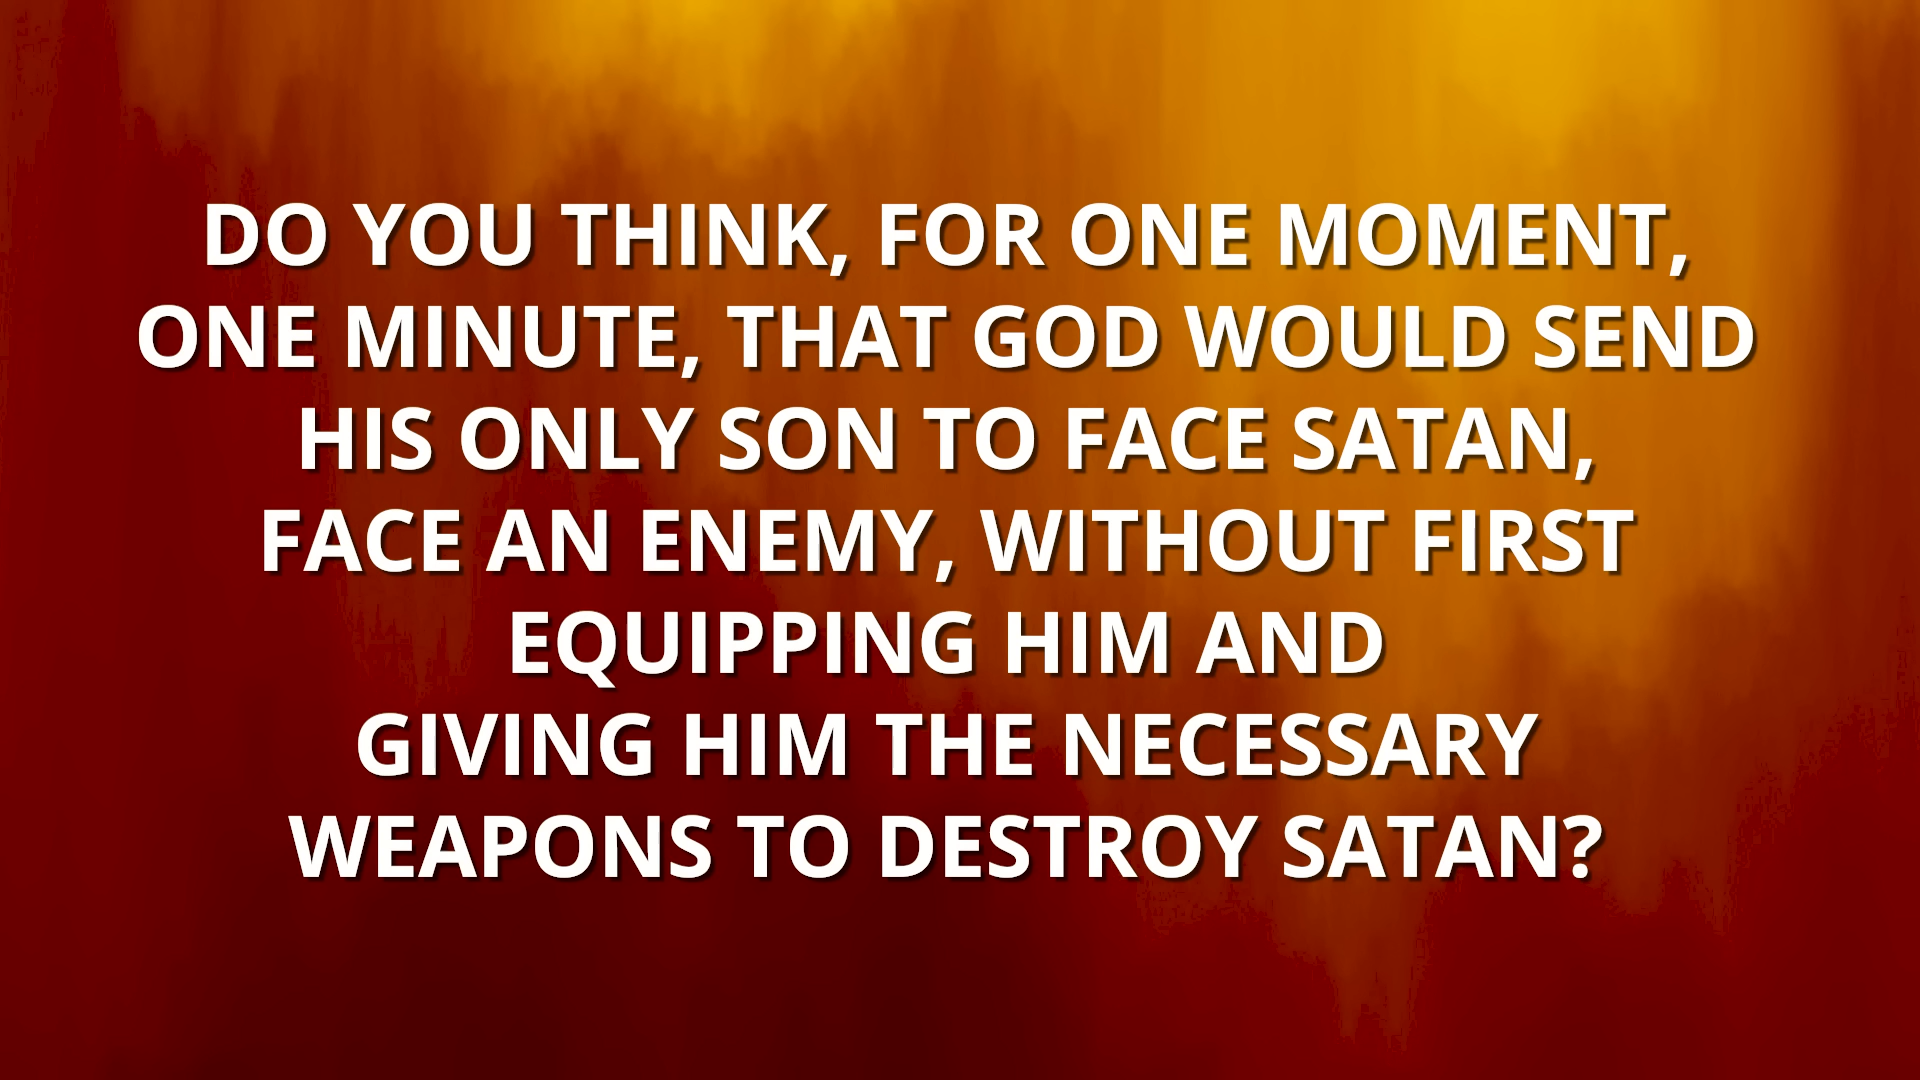 DO YOU THINK, FOR ONE MOMENT,
ONE MINUTE, THAT GOD WOULD SEND
HIS ONLY SON TO FACE SATAN,
FACE AN ENEMY, WITHOUT FIRST
EQUIPPING HIM AND
GIVING HIM THE NECESSARY
WEAPONS TO DESTROY SATAN?